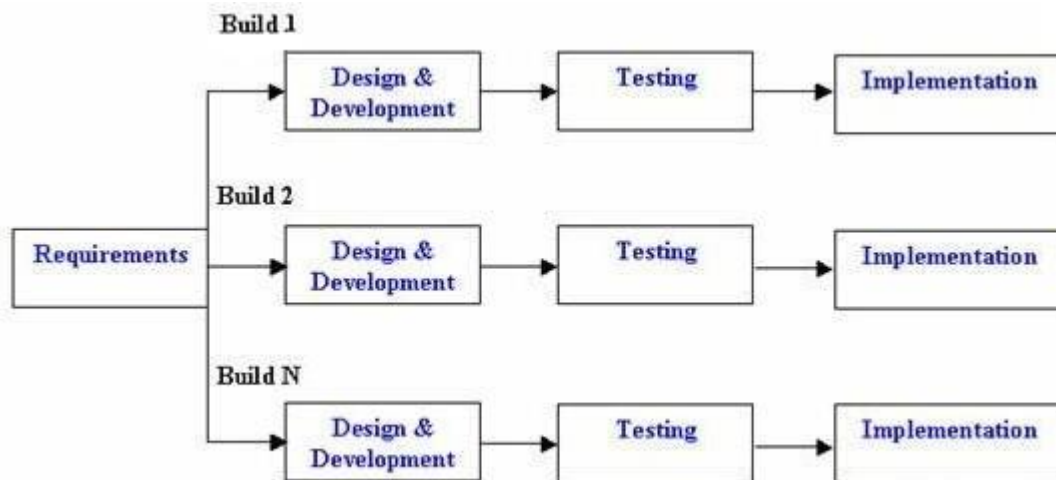 Build 1
Design &
Development
Testing
Implementation
Build 2
Requirements
Design &
Development
Testing
Implementation
Build N
Design &
Development
Testing
Implementation